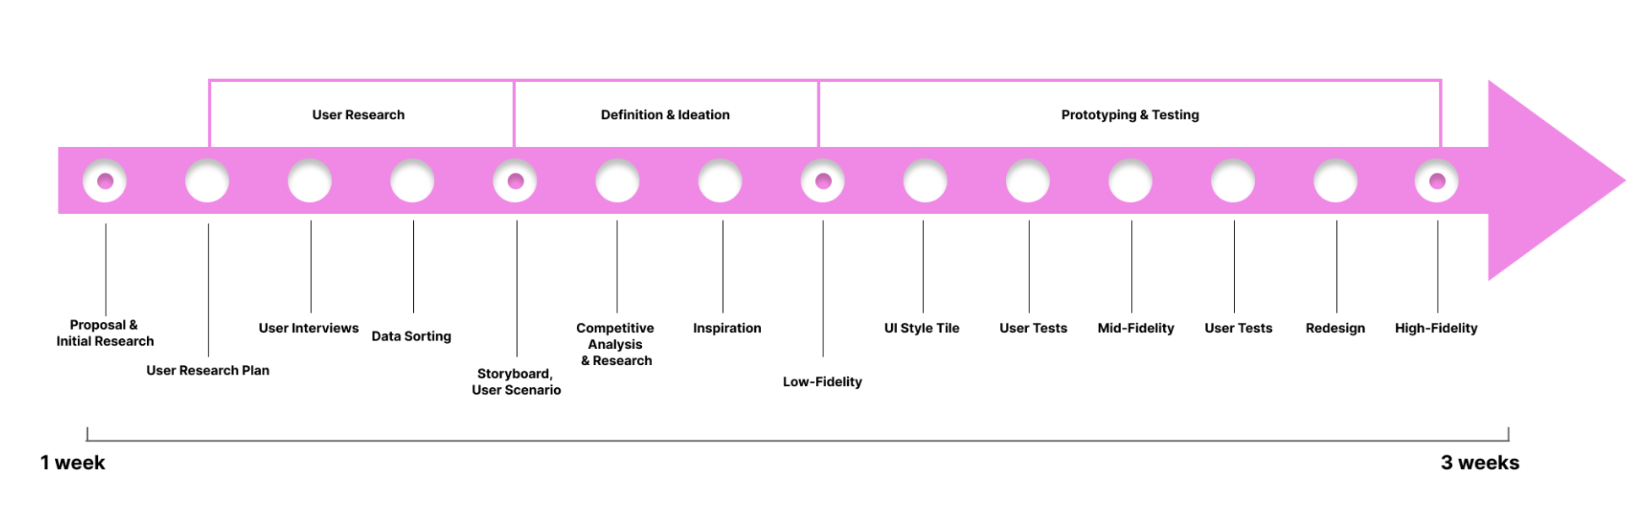 User Research
Definition & Ideation
Prototyping & Testing
Proposal &
Initial Research
User Research Plan
User Interviews
Data Sorting
Storyboard,
User Scenario
Competitive
Analysis
& Research
Inspiration
Low-Fidelity
UI Style Tile
User Tests
Mid-Fidelity
User Tests
Redesign
High-Fidelity
1 week
3 weeks